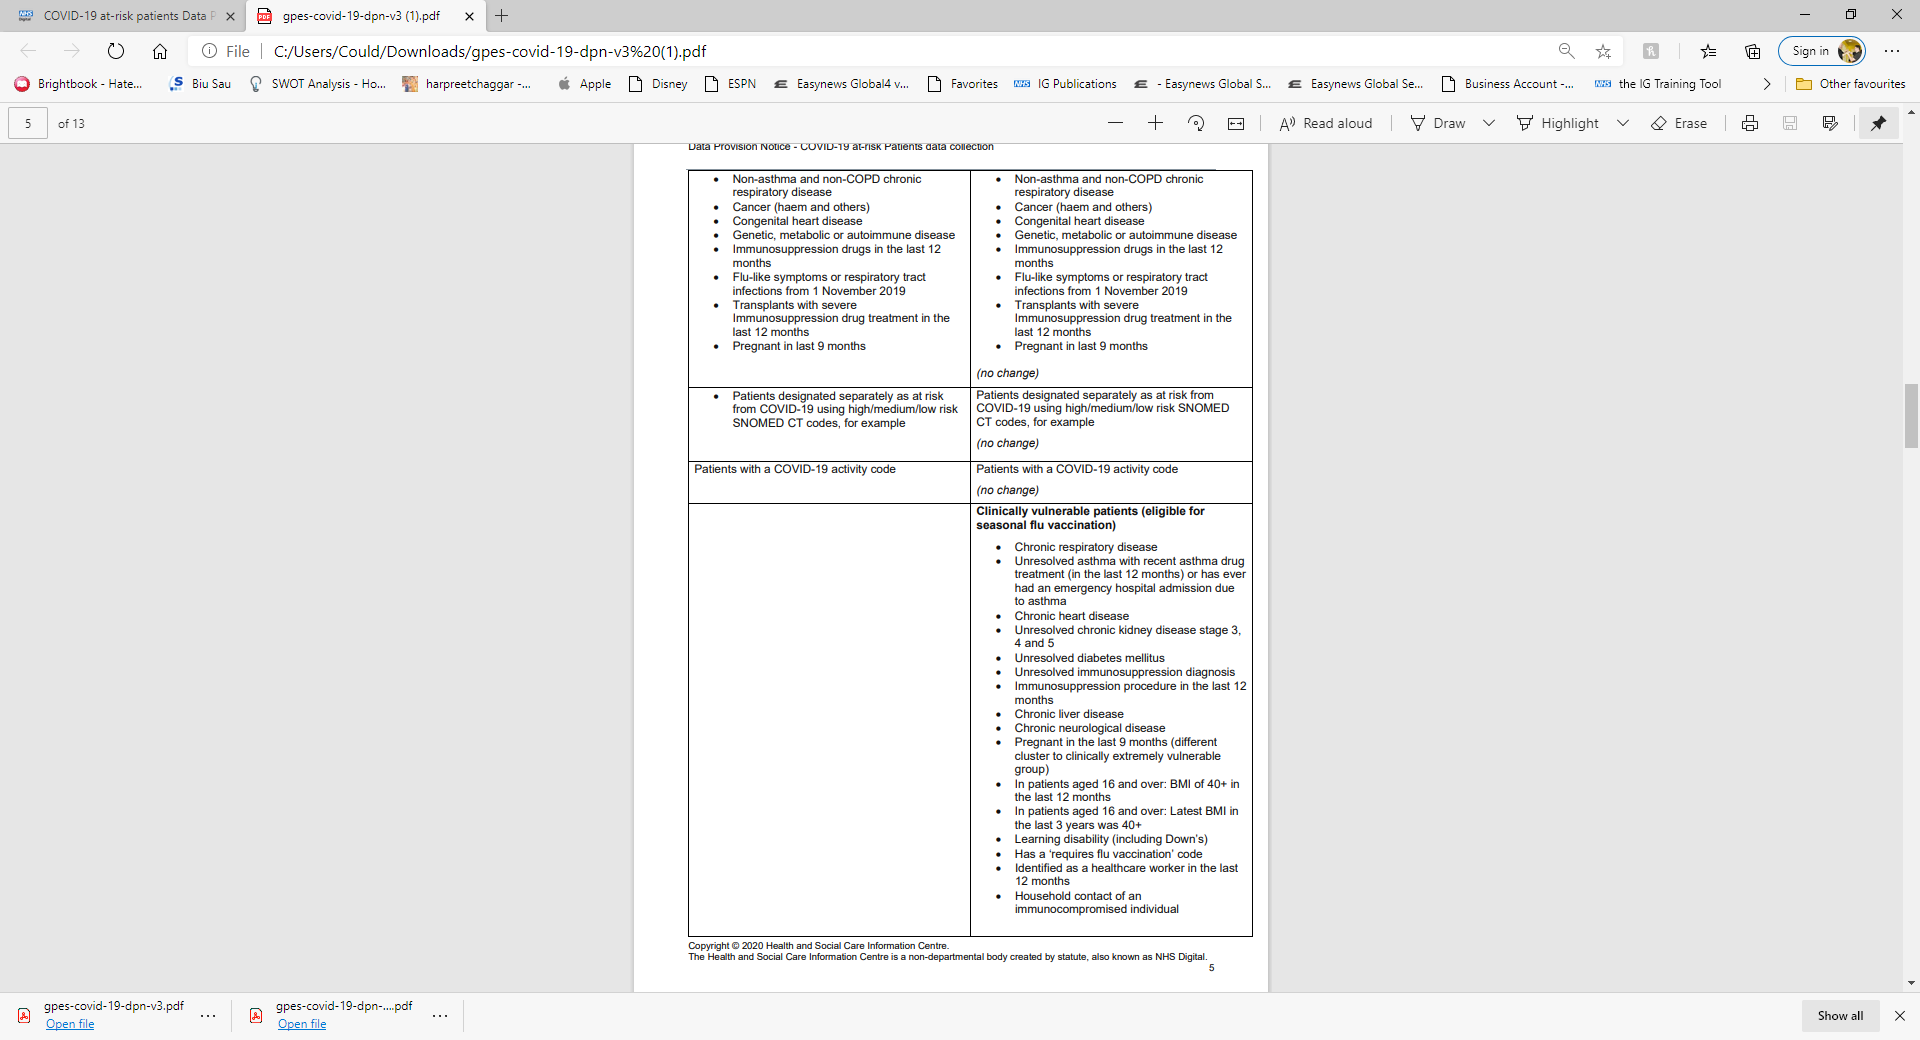 COVID-19 at-risk patients Data P
gpes-covid-19-dpn-v3 (1).pdf
File
C:/Users/Could/Downloads/gpes-covid-19-dpn-v3%20(1).pdf
Sign in
Brightbook - Hate...
Biu Sau
SWOT Analysis - Ho...
harpreetchaggar -...
Apple
Disney
ESPN
Easynews Global4 v...
Favorites
IG Publications
- Easynews Global S...
Easynews Global Se...
Business Account -...
the IG Training Tool
Other favourites
5 of 13
Read aloud
Draw
Highlight
Erase
Data Provision Notice - COVID-19 at-risk Patients data collection
• Non-asthma and non-COPD chronic
respiratory disease
• Cancer (haem and others)
• Congenital heart disease
• Genetic, metabolic or autoimmune disease
• Immunosuppression drugs in the last 12
months
• Flu-like symptoms or respiratory tract
infections from 1 November 2019
• Transplants with severe
Immunosuppression drug treatment in the
last 12 months
• Pregnant in last 9 months
• Non-asthma and non-COPD chronic
respiratory disease
• Cancer (haem and others)
• Congenital heart disease
• Genetic, metabolic or autoimmune disease
• Immunosuppression drugs in the last 12
months
• Flu-like symptoms or respiratory tract
infections from 1 November 2019
• Transplants with severe
Immunosuppression drug treatment in the
last 12 months
• Pregnant in last 9 months
(no change)
• Patients designated separately as at risk
from COVID-19 using high/medium/low risk
SNOMED CT codes, for example
Patients designated separately as at risk from
COVID-19 using high/medium/low risk SNOMED
CT codes, for example
(no change)
Patients with a COVID-19 activity code
Patients with a COVID-19 activity code
(no change)
Clinically vulnerable patients (eligible for
seasonal flu vaccination)
• Chronic respiratory disease
• Unresolved asthma with recent asthma drug
treatment (in the last 12 months) or has ever
had an emergency hospital admission due
to asthma
• Chronic heart disease
• Unresolved chronic kidney disease stage 3,
4 and 5
• Unresolved diabetes mellitus
• Unresolved immunosuppression diagnosis
• Immunosuppression procedure in the last 12
months
• Chronic liver disease
• Chronic neurological disease
• Pregnant in the last 9 months (different
cluster to clinically extremely vulnerable
group)
• In patients aged 16 and over: BMI of 40+ in
the last 12 months
• In patients aged 16 and over: Latest BMI in
the last 3 years was 40+
• Learning disability (including Down's)
• Has a 'requires flu vaccination' code
• Identified as a healthcare worker in the last
12 months
• Household contact of an
immunocompromised individual
Copyright © 2020 Health and Social Care Information Centre.
The Health and Social Care Information Centre is a non-departmental body created by statute, also known as NHS Digital.
5
gpes-covid-19-dpn-v3.pdf
Open file
gpes-covid-19-dpn-....pdf
Open file
Show all